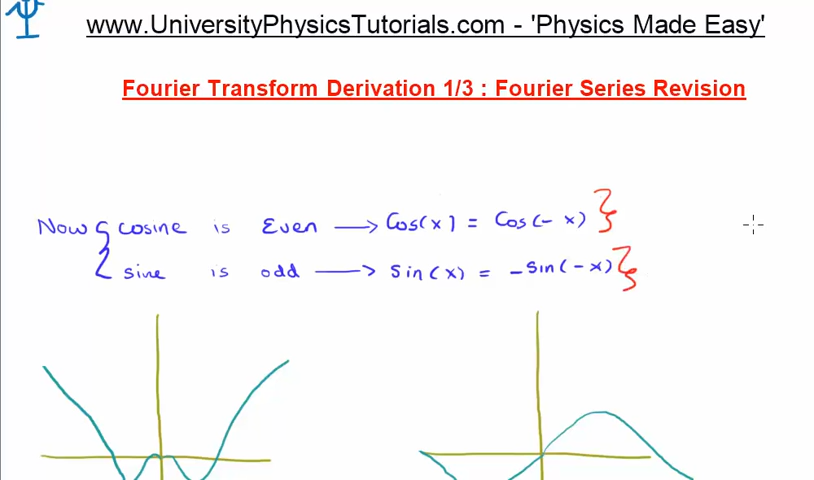 www.UniversityPhysicsTutorials.com - 'Physics Made Easy'
Fourier Transform Derivation 1/3 : Fourier Series Revision
Now { cosine is Even → Cos(x) = Cos(- x) }
{ sine is odd → Sin(x) = -Sin(-x) }